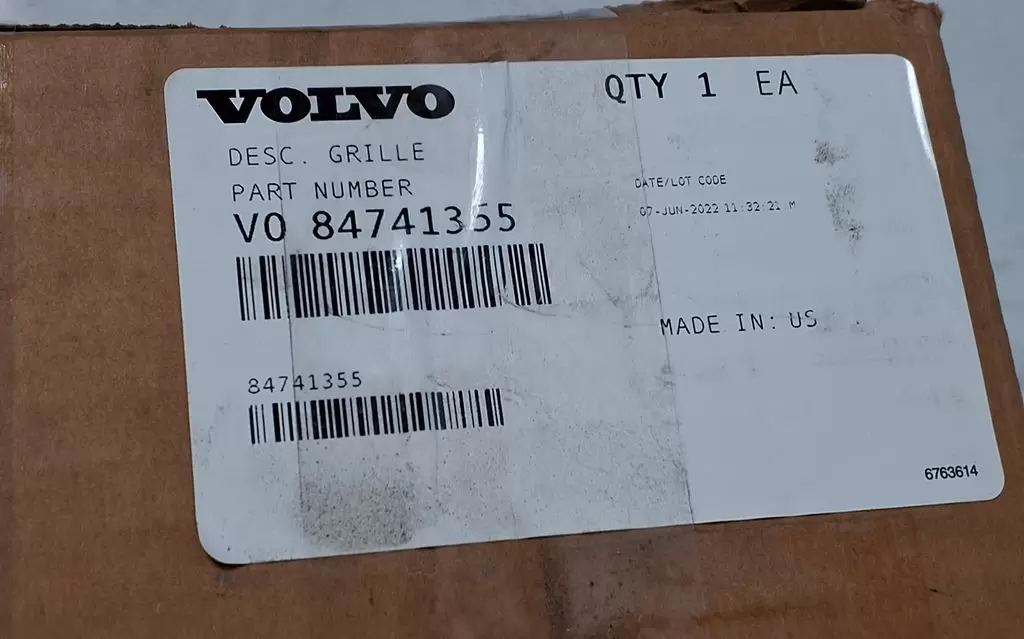 VOLVO
QTY 1 EA
DESC. GRILLE
PART NUMBER
VO 84741355
DATE/LOT CODE
07-JUN-2022 11:32:21 M
MADE IN: US
84741355
6763614